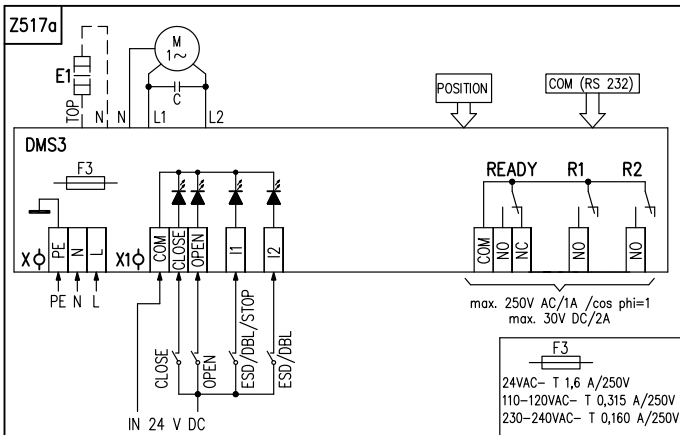 Z517a
M
1~
E1
C
TOP
N
N
L1
L2
POSITION
COM (RS 232)
DMS3
F3
READY
R1
R2
X
PE
N
L
X1
COM
CLOSE
OPEN
I1
I2
COM
NO
NC
NO
NO
PE N L
max. 250V AC/1A /cos phi=1
max. 30V DC/2A
CLOSE
OPEN
ESD/DBL/STOP
ESD/DBL
IN 24 V DC
F3
24VAC- T 1,6 A/250V
110-120VAC- T 0,315 A/250V
230-240VAC- T 0,160 A/250V